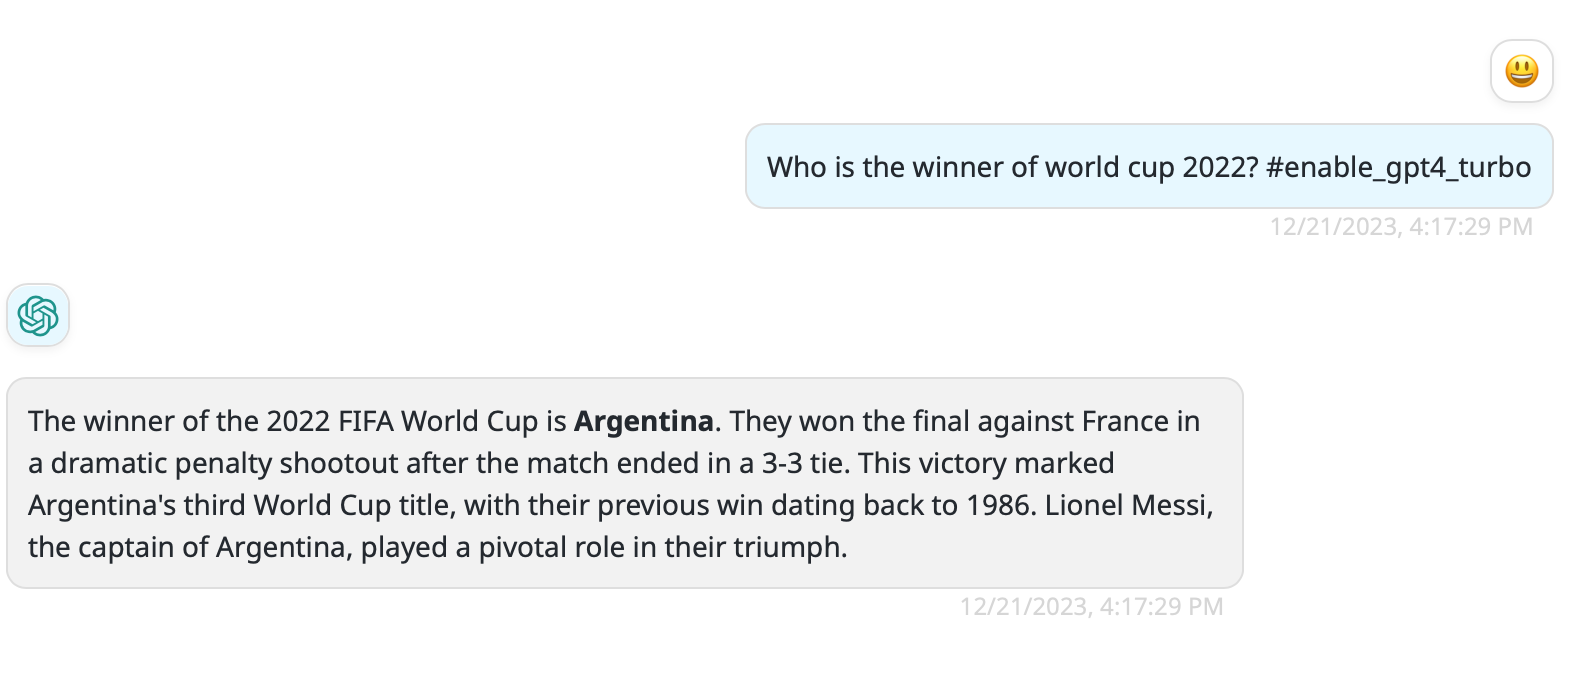 Who is the winner of world cup 2022? #enable_gpt4_turbo
12/21/2023, 4:17:29 PM
The winner of the 2022 FIFA World Cup is Argentina. They won the final against France in
a dramatic penalty shootout after the match ended in a 3-3 tie. This victory marked
Argentina's third World Cup title, with their previous win dating back to 1986. Lionel Messi,
the captain of Argentina, played a pivotal role in their triumph.
12/21/2023, 4:17:29 PM